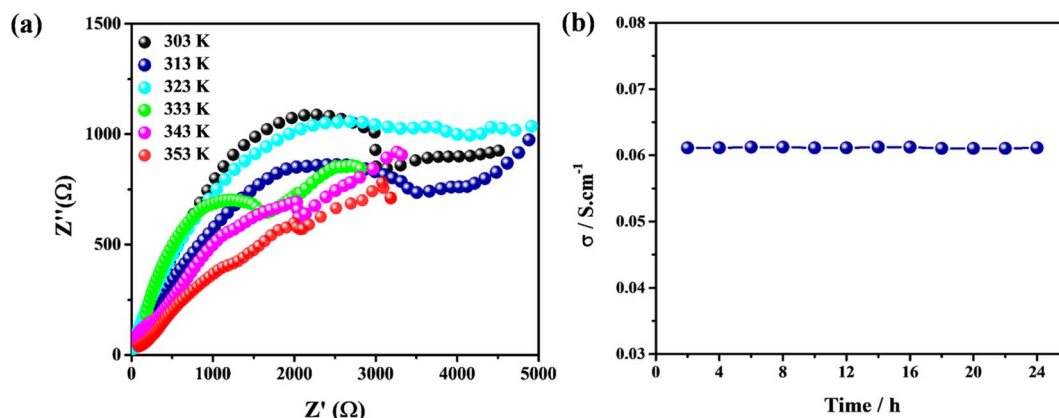 (a)
1500
1000
500
0
Z''(Ω)
303 K
313 K
323 K
333 K
343 K
353 K
0 1000 2000 3000 4000 5000
Z' (Ω)
(b)
0.08
0.07
0.06
0.05
0.04
0.03
σ / S.cm-1
0 4 8 12 16 20 24
Time / h